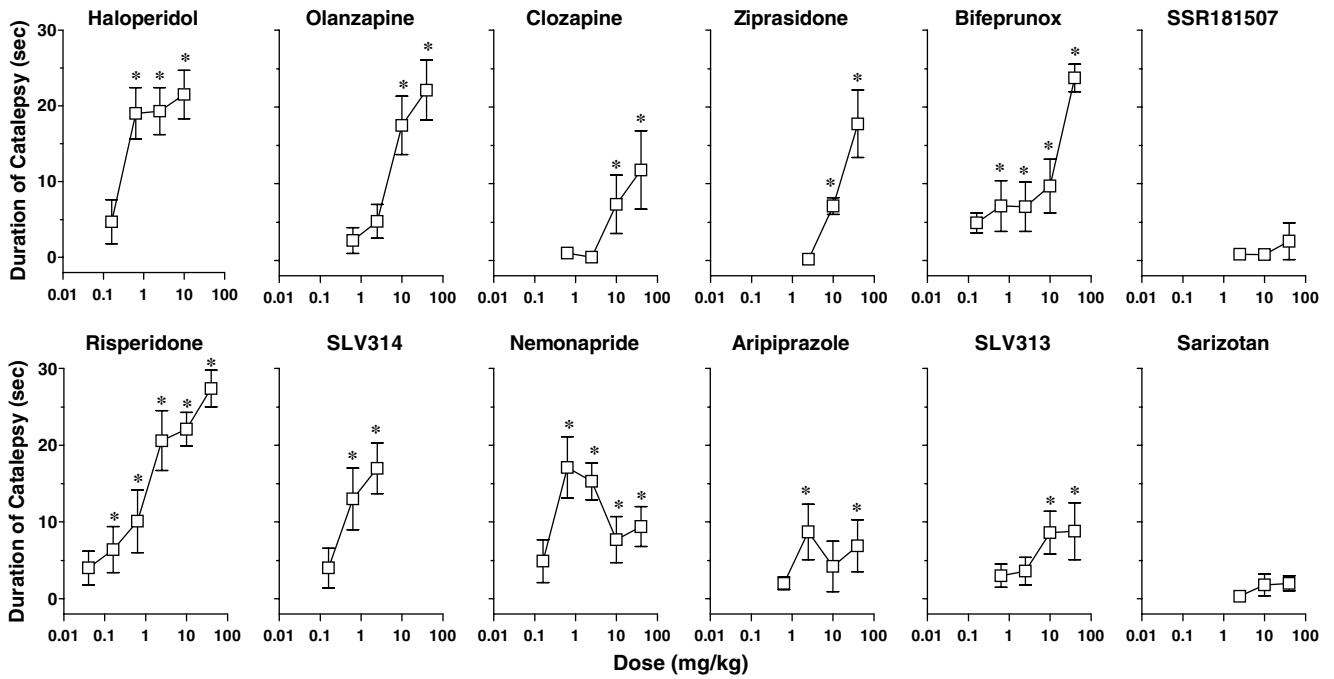 Haloperidol Olanzapine Clozapine Ziprasidone Bifeprunox SSR181507
Duration of Catalepsy (sec)
30
20
10
0
* * *
* *
* *
* *
* * * *
0.01 0.1 1 10 100 0.01 0.1 1 10 100 0.01 0.1 1 10 100 0.01 0.1 1 10 100 0.01 0.1 1 10 100 0.01 0.1 1 10 100
Risperidone SLV314 Nemonapride Aripiprazole SLV313 Sarizotan
Duration of Catalepsy (sec)
30
20
10
0
* * * * *
* *
* * * *
* *
* *
0.01 0.1 1 10 100 0.01 0.1 1 10 100 0.01 0.1 1 10 100 0.01 0.1 1 10 100 0.01 0.1 1 10 100 0.01 0.1 1 10 100
Dose (mg/kg)